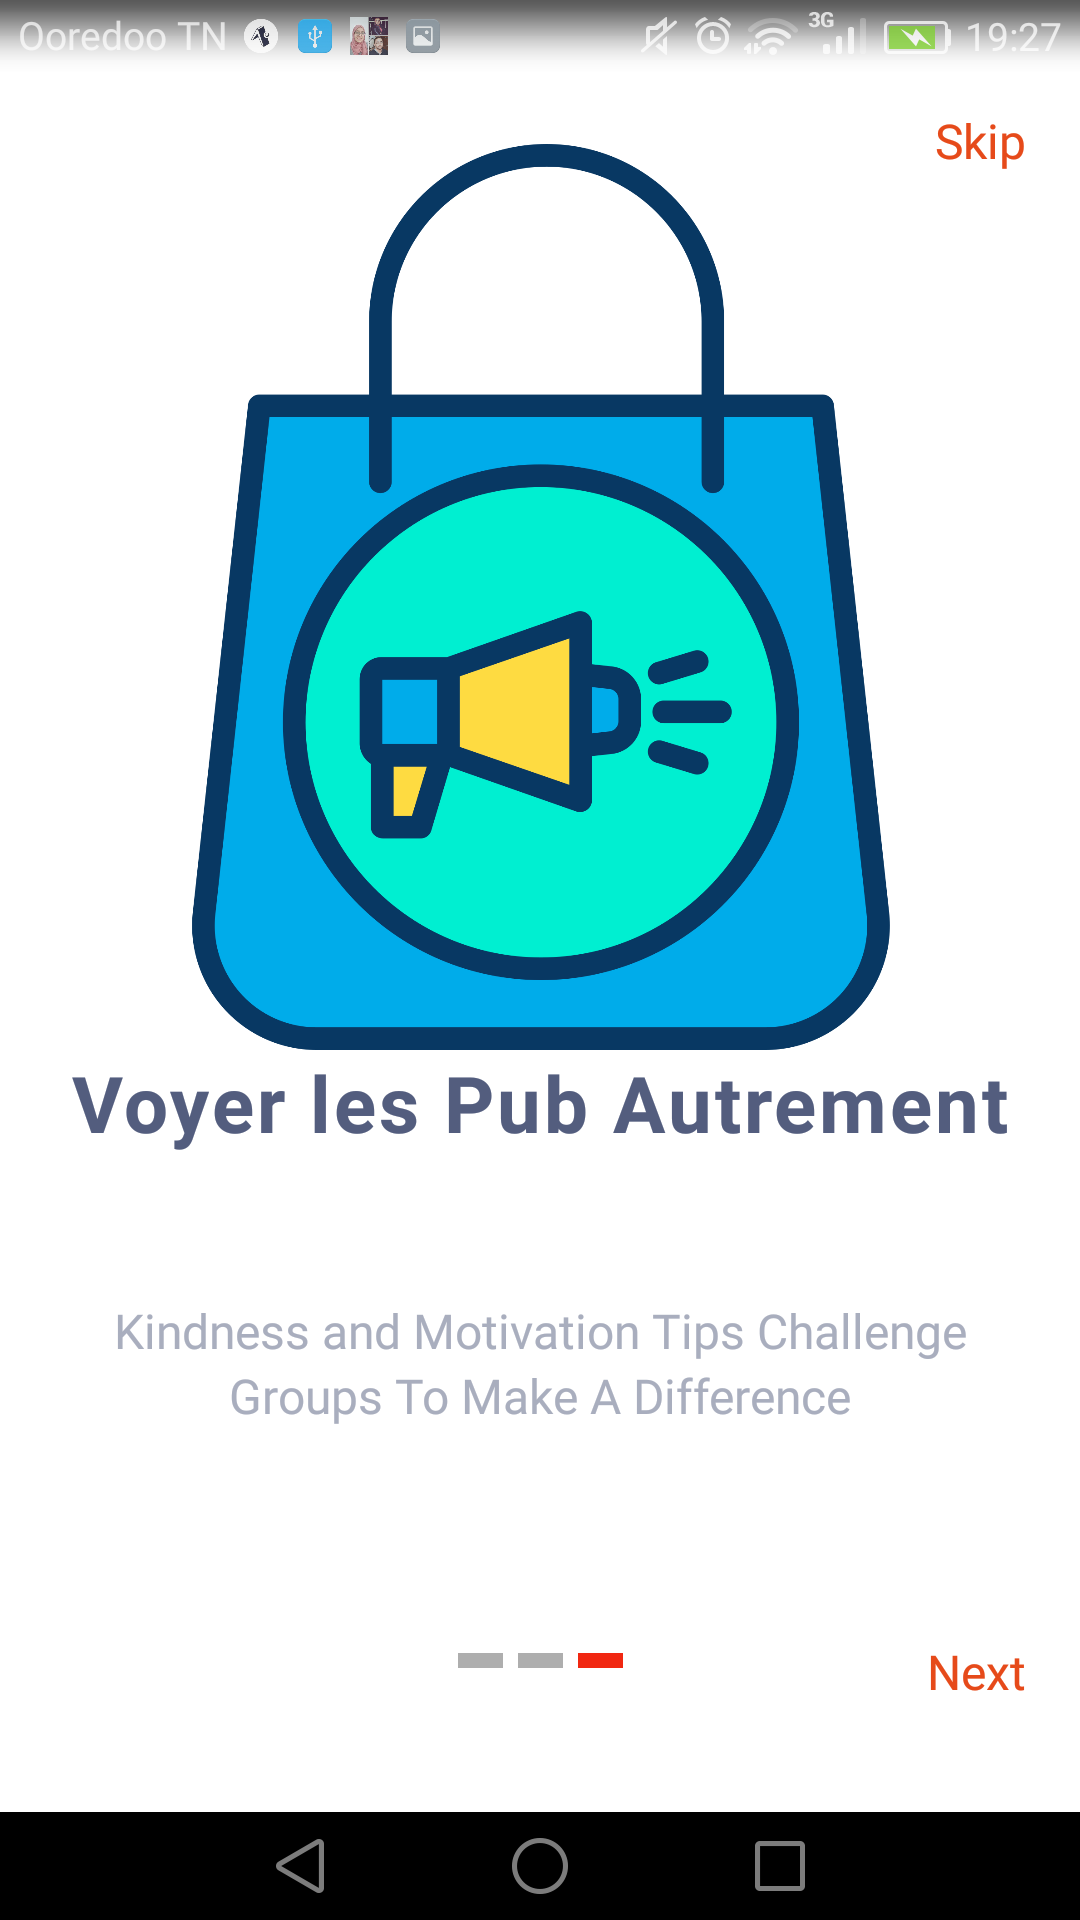 Ooredoo TN 3G 19:27
Skip
Voyer les Pub Autrement
Kindness and Motivation Tips Challenge
Groups To Make A Difference
Next